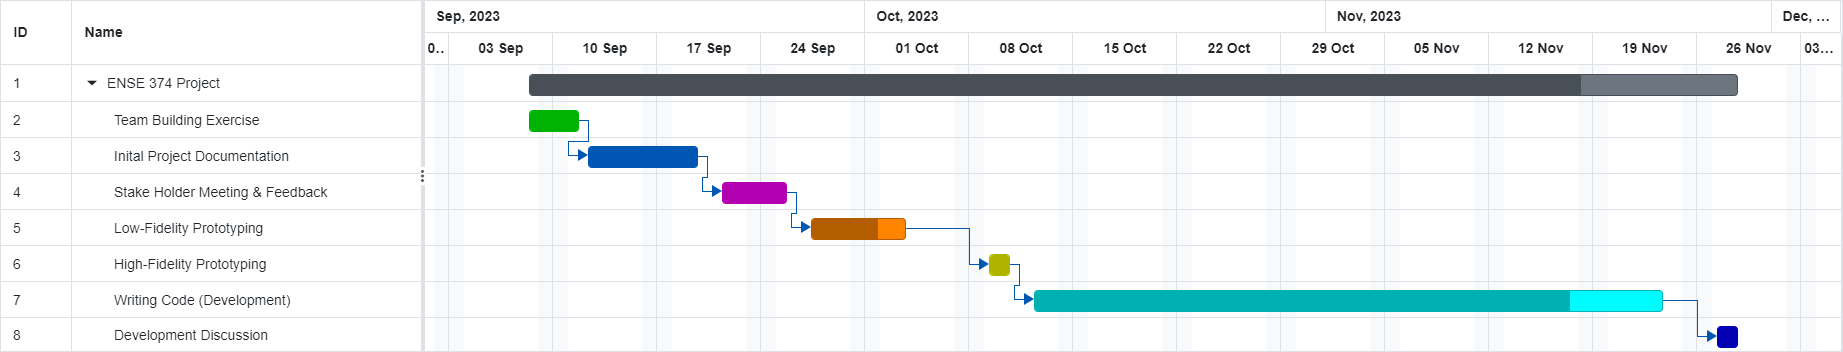 ID Name Sep, 2023 Oct, 2023 Nov, 2023 Dec, ...
0.. 03 Sep 10 Sep 17 Sep 24 Sep 01 Oct 08 Oct 15 Oct 22 Oct 29 Oct 05 Nov 12 Nov 19 Nov 26 Nov 03...
1 ENSE 374 Project
2 Team Building Exercise
3 Inital Project Documentation
4 Stake Holder Meeting & Feedback
5 Low-Fidelity Prototyping
6 High-Fidelity Prototyping
7 Writing Code (Development)
8 Development Discussion